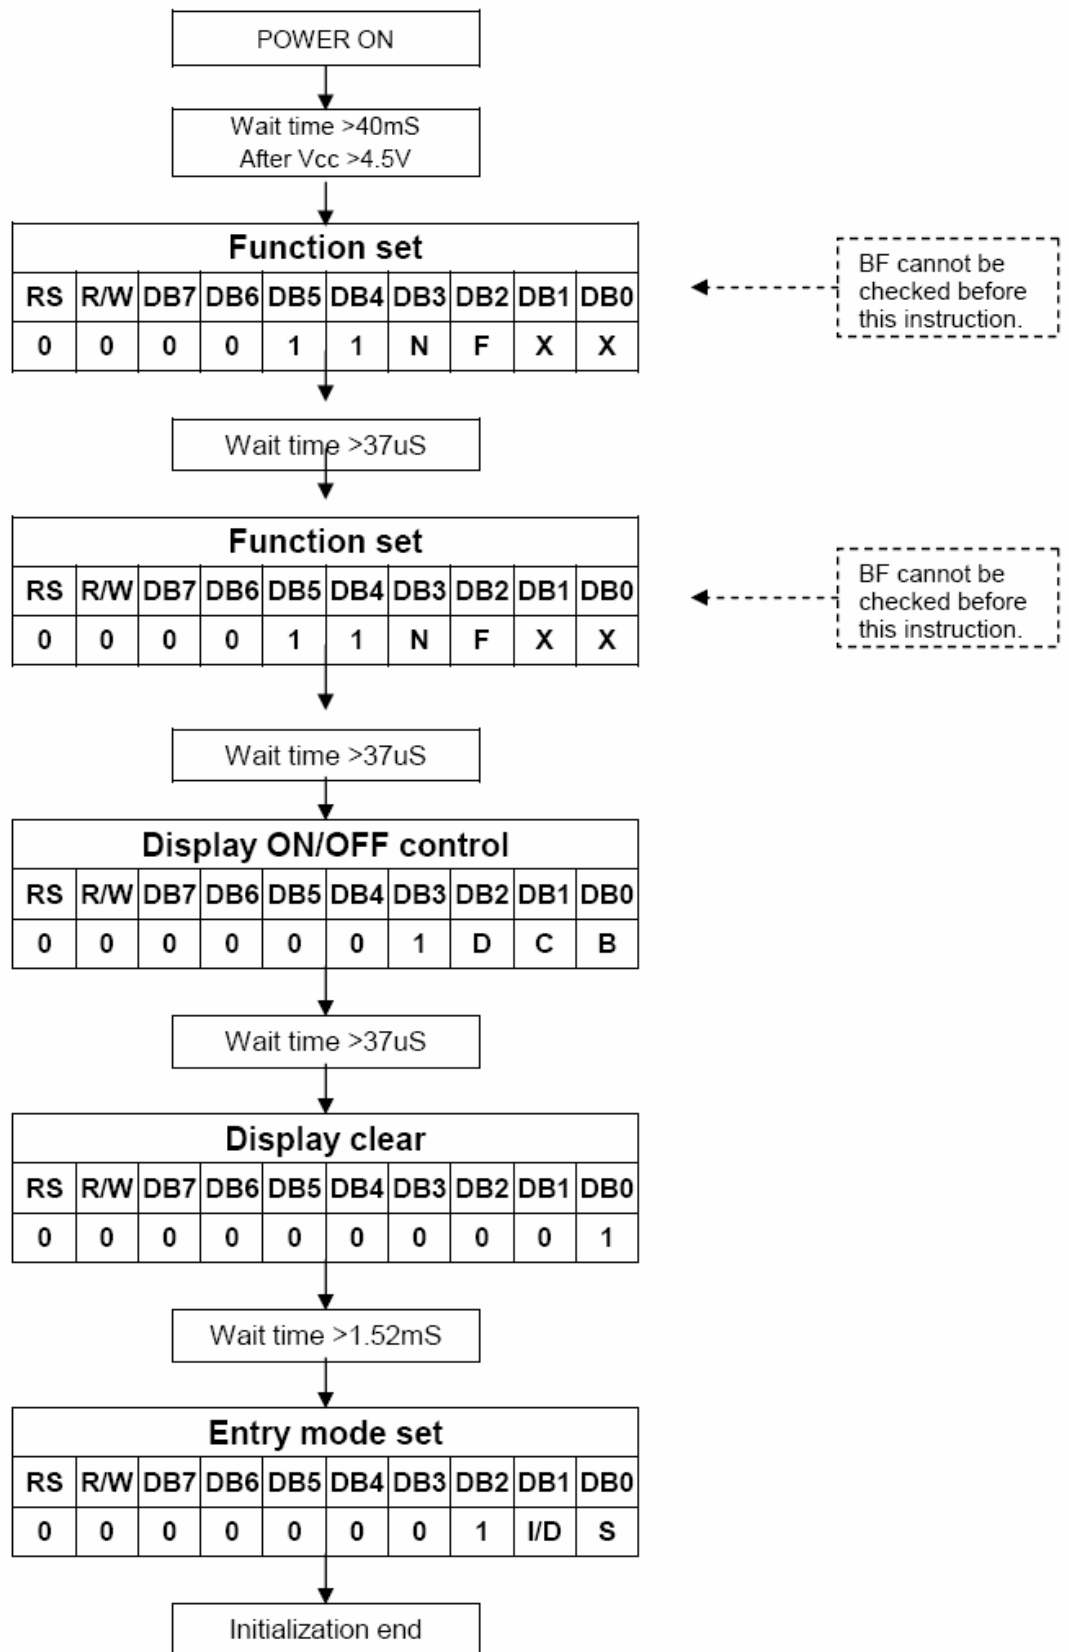 POWER ON
Wait time >40mS
After Vcc >4.5V
Function set
RS R/W DB7 DB6 DB5 DB4 DB3 DB2 DB1 DB0
0 0 0 0 1 1 N F X X
BF cannot be
checked before
this instruction.
Wait time >37uS
Function set
RS R/W DB7 DB6 DB5 DB4 DB3 DB2 DB1 DB0
0 0 0 0 1 1 N F X X
BF cannot be
checked before
this instruction.
Wait time >37uS
Display ON/OFF control
RS R/W DB7 DB6 DB5 DB4 DB3 DB2 DB1 DB0
0 0 0 0 0 0 1 D C B
Wait time >37uS
Display clear
RS R/W DB7 DB6 DB5 DB4 DB3 DB2 DB1 DB0
0 0 0 0 0 0 0 0 0 1
Wait time >1.52mS
Entry mode set
RS R/W DB7 DB6 DB5 DB4 DB3 DB2 DB1 DB0
0 0 0 0 0 0 0 1 I/D S
Initialization end